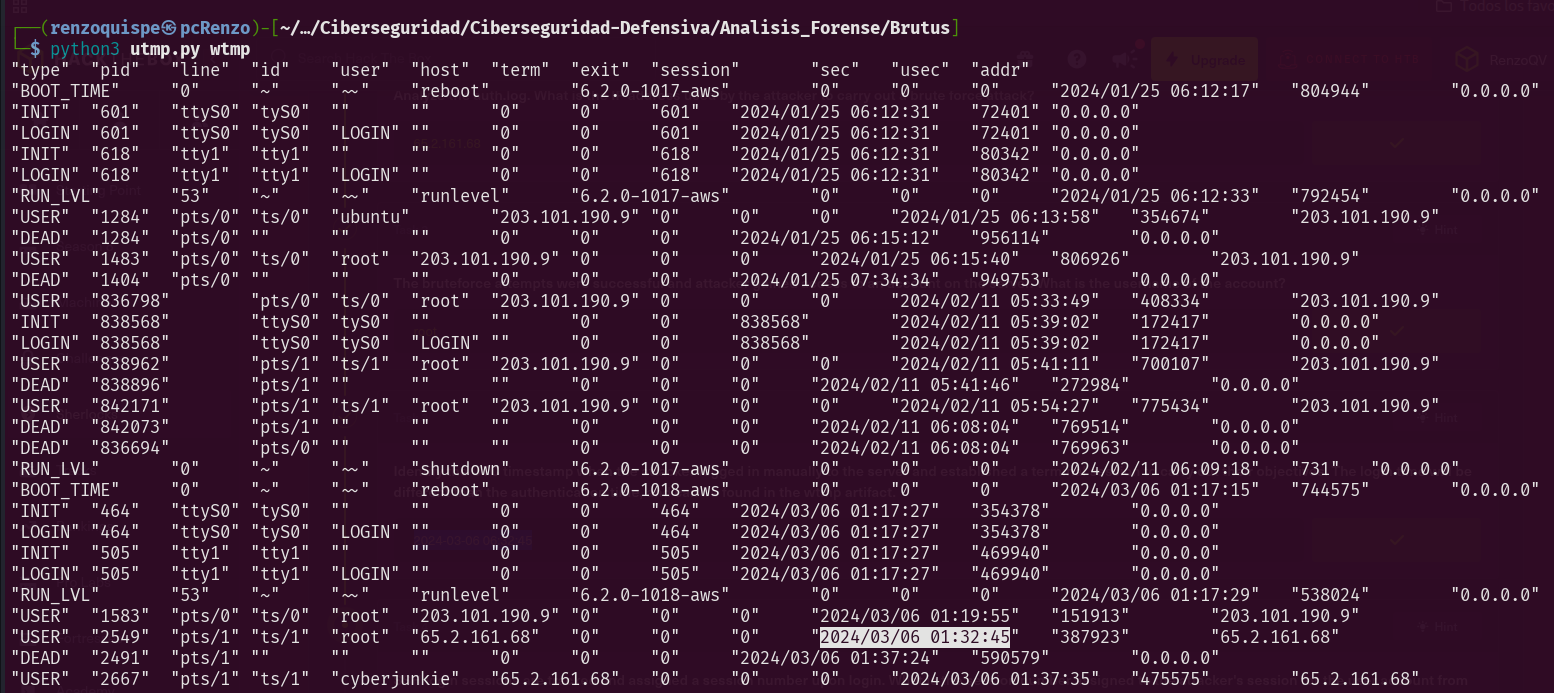 ┌──(renzoquispe㉿pcRenzo)-[~/…/Ciberseguridad/Ciberseguridad-Defensiva/Analisis_Forense/Brutus]
└─$ python3 utmp.py wtmp
"type" "pid" "line" "id" "user" "host" "term" "exit" "session" "sec" "usec" "addr"
"BOOT_TIME" "0" "~" "~~" "reboot" "6.2.0-1017-aws" "0" "0" "0" "2024/01/25 06:12:17" "804944" "0.0.0.0"
"INIT" "601" "ttyS0" "tyS0" "" "" "0" "0" "601" "2024/01/25 06:12:31" "72401" "0.0.0.0"
"LOGIN" "601" "ttyS0" "tyS0" "LOGIN" "" "0" "0" "601" "2024/01/25 06:12:31" "72401" "0.0.0.0"
"INIT" "618" "tty1" "tty1" "" "" "0" "0" "618" "2024/01/25 06:12:31" "80342" "0.0.0.0"
"LOGIN" "618" "tty1" "tty1" "LOGIN" "" "0" "0" "618" "2024/01/25 06:12:31" "80342" "0.0.0.0"
"RUN_LVL" "53" "~" "~~" "runlevel" "6.2.0-1017-aws" "0" "0" "0" "2024/01/25 06:12:33" "792454" "0.0.0.0"
"USER" "1284" "pts/0" "ts/0" "ubuntu" "203.101.190.9" "0" "0" "0" "2024/01/25 06:13:58" "354674" "203.101.190.9"
"DEAD" "1284" "pts/0" "" "" "" "0" "0" "0" "2024/01/25 06:15:12" "956114" "0.0.0.0"
"USER" "1483" "pts/0" "ts/0" "root" "203.101.190.9" "0" "0" "0" "2024/01/25 06:15:40" "806926" "203.101.190.9"
"DEAD" "1404" "pts/0" "" "" "" "0" "0" "0" "2024/01/25 07:34:34" "949753" "0.0.0.0"
"USER" "836798" "pts/0" "ts/0" "root" "203.101.190.9" "0" "0" "0" "2024/02/11 05:33:49" "408334" "203.101.190.9"
"INIT" "838568" "ttyS0" "tyS0" "" "" "0" "0" "838568" "2024/02/11 05:39:02" "172417" "0.0.0.0"
"LOGIN" "838568" "ttyS0" "tyS0" "LOGIN" "" "0" "0" "838568" "2024/02/11 05:39:02" "172417" "0.0.0.0"
"USER" "838962" "pts/1" "ts/1" "root" "203.101.190.9" "0" "0" "0" "2024/02/11 05:41:11" "700107" "203.101.190.9"
"DEAD" "838896" "pts/1" "" "" "" "0" "0" "0" "2024/02/11 05:41:46" "272984" "0.0.0.0"
"USER" "842171" "pts/1" "ts/1" "root" "203.101.190.9" "0" "0" "0" "2024/02/11 05:54:27" "775434" "203.101.190.9"
"DEAD" "842073" "pts/1" "" "" "" "0" "0" "0" "2024/02/11 06:08:04" "769514" "0.0.0.0"
"DEAD" "836694" "pts/0" "" "" "" "0" "0" "0" "2024/02/11 06:08:04" "769963" "0.0.0.0"
"RUN_LVL" "0" "~" "~~" "shutdown" "6.2.0-1017-aws" "0" "0" "0" "2024/02/11 06:09:18" "731" "0.0.0.0"
"BOOT_TIME" "0" "~" "~~" "reboot" "6.2.0-1018-aws" "0" "0" "0" "2024/03/06 01:17:15" "744575" "0.0.0.0"
"INIT" "464" "ttyS0" "tyS0" "" "" "0" "0" "464" "2024/03/06 01:17:27" "354378" "0.0.0.0"
"LOGIN" "464" "ttyS0" "tyS0" "LOGIN" "" "0" "0" "464" "2024/03/06 01:17:27" "354378" "0.0.0.0"
"INIT" "505" "tty1" "tty1" "" "" "0" "0" "505" "2024/03/06 01:17:27" "469940" "0.0.0.0"
"LOGIN" "505" "tty1" "tty1" "LOGIN" "" "0" "0" "505" "2024/03/06 01:17:27" "469940" "0.0.0.0"
"RUN_LVL" "53" "~" "~~" "runlevel" "6.2.0-1018-aws" "0" "0" "0" "2024/03/06 01:17:29" "538024" "0.0.0.0"
"USER" "1583" "pts/0" "ts/0" "root" "203.101.190.9" "0" "0" "0" "2024/03/06 01:19:55" "151913" "203.101.190.9"
"USER" "2549" "pts/1" "ts/1" "root" "65.2.161.68" "0" "0" "0" "2024/03/06 01:32:45" "387923" "65.2.161.68"
"DEAD" "2491" "pts/1" "" "" "" "0" "0" "0" "2024/03/06 01:37:24" "590579" "0.0.0.0"
"USER" "2667" "pts/1" "ts/1" "cyberjunkie" "65.2.161.68" "0" "0" "0" "2024/03/06 01:37:35" "475575" "65.2.161.68"